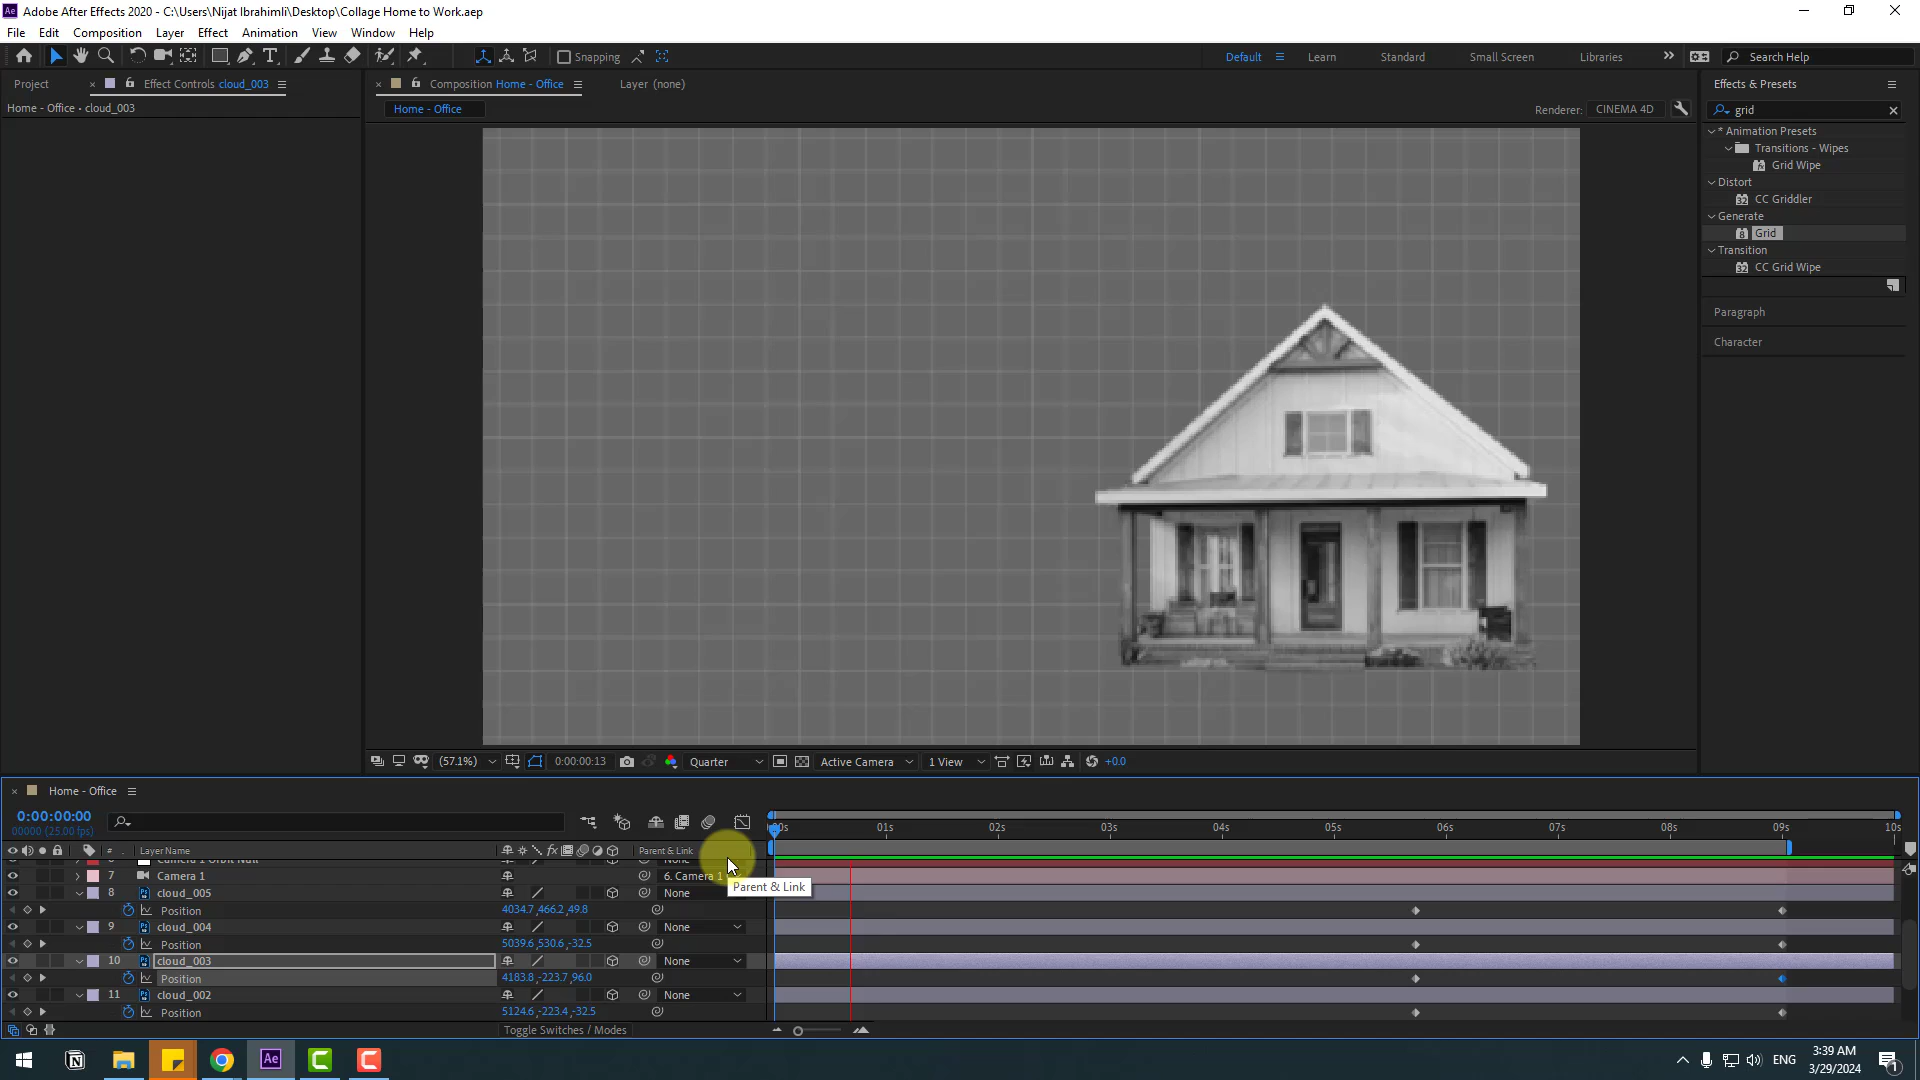 Adobe After Effects 2020 - C:\Users\Nijat Ibrahimli\Desktop\Collage Home to Work.aep
File Edit Composition Layer Effect Animation View Window Help
Snapping Default Learn Standard Small Screen Libraries Search Help
Project Effect Controls cloud_003 Composition Home - Office Layer (none) Effects & Presets
Home - Office • cloud_003 Home - Office Renderer: CINEMA 4D grid
* Animation Presets
Transitions - Wipes
Grid Wipe
Distort
CC Griddler
Generate
Grid
Transition
CC Grid Wipe
Paragraph
Character
(57.1%) 0:00:00:13 Quarter Active Camera 1 View +0.0
Home - Office
0:00:00:00
00000 (25.00 fps)
:00s 01s 02s 03s 04s 05s 06s 07s 08s 09s 10s
# Layer Name Parent & Link
Camera 1 Orbit Null None
7 Camera 1 6. Camera 1
Parent & Link
8 cloud_005 None
Position 4034.7,466.2,49.8
9 cloud_004 None
Position 5039.6,530.6,-32.5
10 cloud_003 None
Position 4183.8,-223.7,96.0
11 cloud_002 None
Position 5124.6,-223.4,-32.5
Toggle Switches / Modes
ENG 3:39 AM
3/29/2024
1